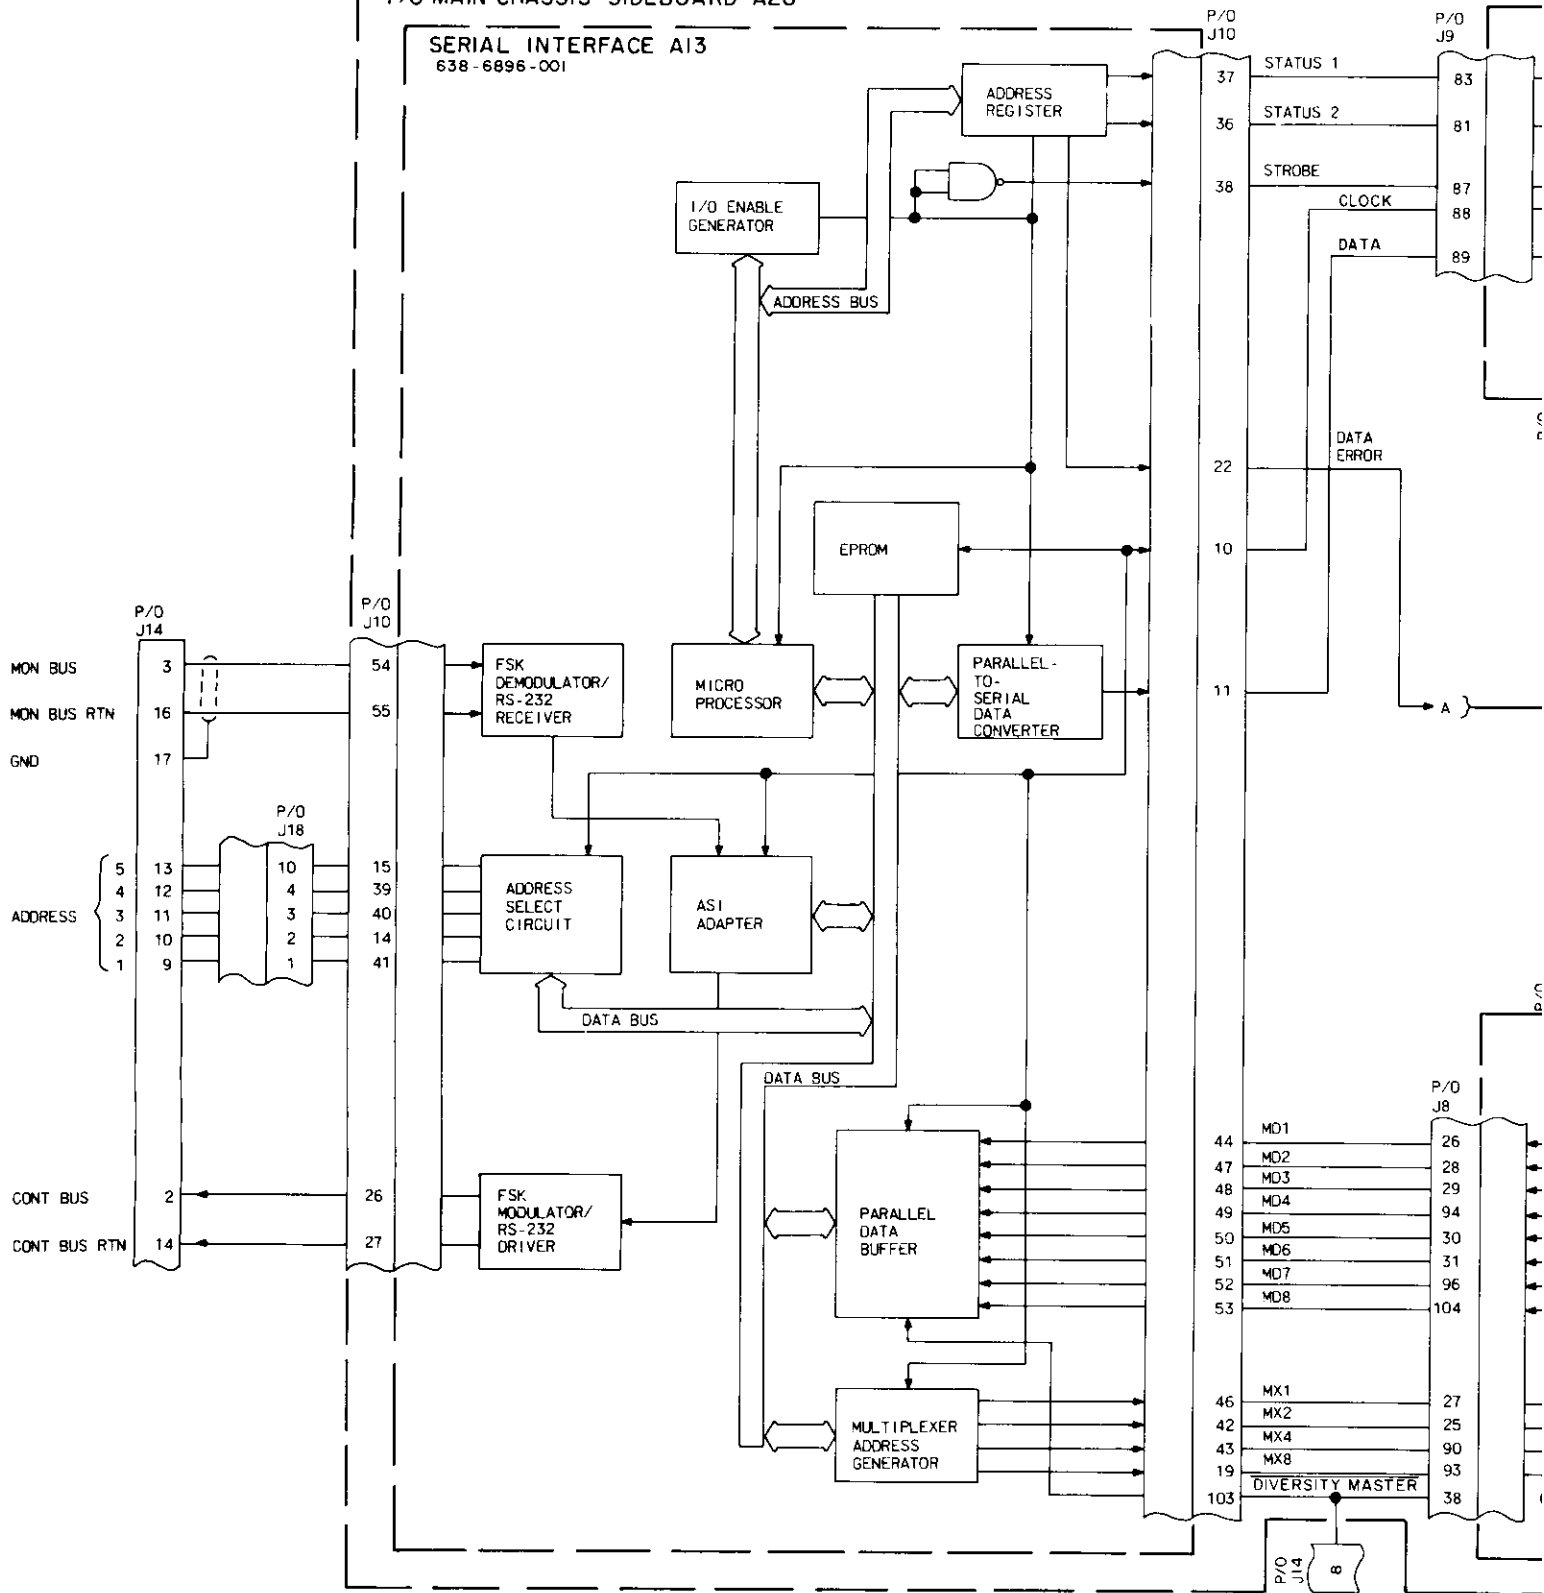 SERIAL INTERFACE A13
638-6896-001
P/O
J10
P/O
J9
ADDRESS
REGISTER
37
STATUS 1
83
36
STATUS 2
81
38
STROBE
87
CLOCK
88
DATA
89
I/O ENABLE
GENERATOR
ADDRESS BUS
DATA
ERROR
22
EPROM
10
P/O
J14
P/O
J10
MON BUS
3
54
FSK
DEMODULATOR/
RS-232
RECEIVER
MICRO
PROCESSOR
PARALLEL-
TO-
SERIAL
DATA
CONVERTER
11
A
MON BUS RTN
16
55
GND
17
P/O
J18
ADDRESS
5
13
10
15
4
12
4
39
3
11
3
40
2
10
2
14
1
9
1
41
ADDRESS
SELECT
CIRCUIT
ASI
ADAPTER
DATA BUS
DATA BUS
P/O
J8
CONT BUS
2
26
FSK
MODULATOR/
RS-232
DRIVER
CONT BUS RTN
14
27
PARALLEL
DATA
BUFFER
44
MD1
26
47
MD2
28
48
MD3
29
49
MD4
94
50
MD5
30
51
MD6
31
52
MD7
96
53
MD8
104
MULTIPLEXER
ADDRESS
GENERATOR
46
MX1
27
42
MX2
25
43
MX4
90
19
MX8
93
103
DIVERSITY MASTER
38
P/O
J14
8